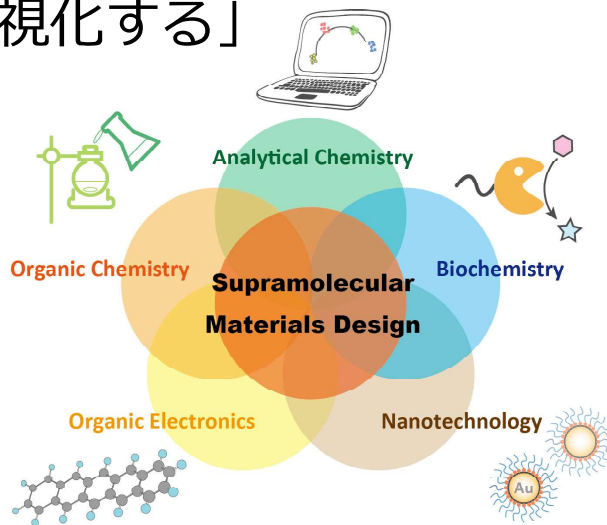 視化する」
Analytical Chemistry
Organic Chemistry
Biochemistry
Supramolecular
Materials Design
Organic Electronics
Nanotechnology
Au